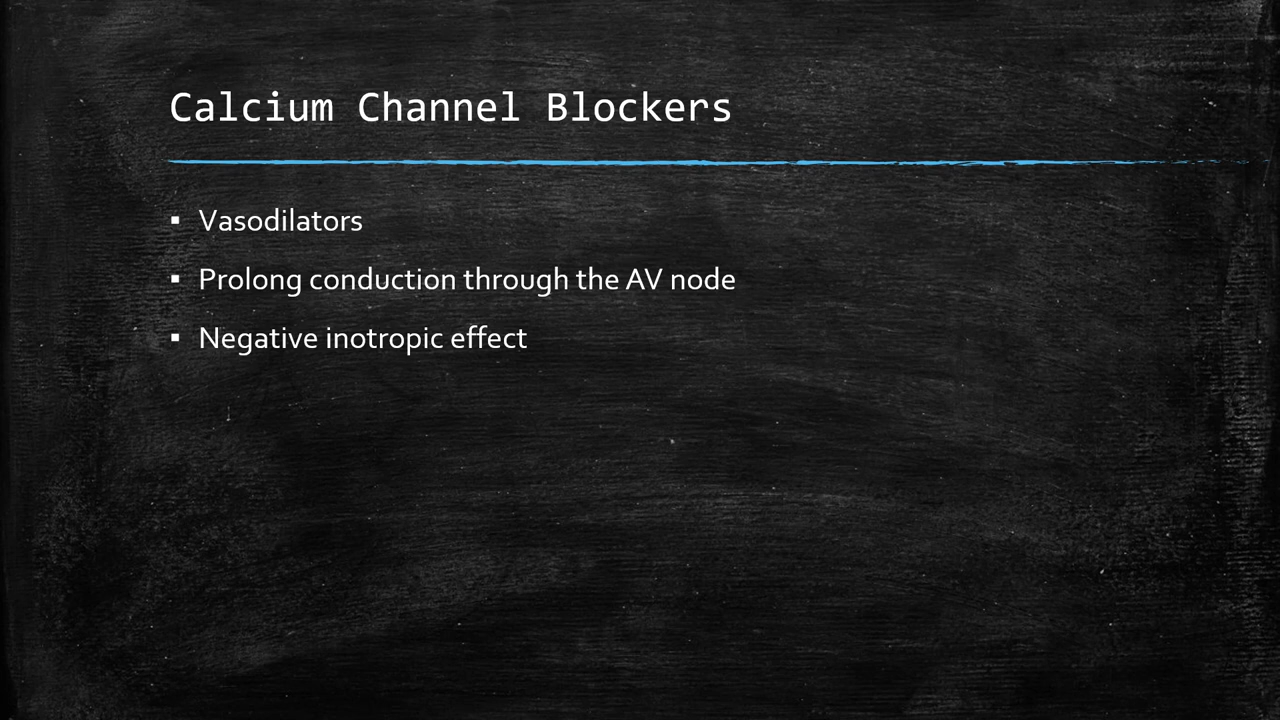 Calcium Channel Blockers
▪ Vasodilators
▪ Prolong conduction through the AV node
▪ Negative inotropic effect